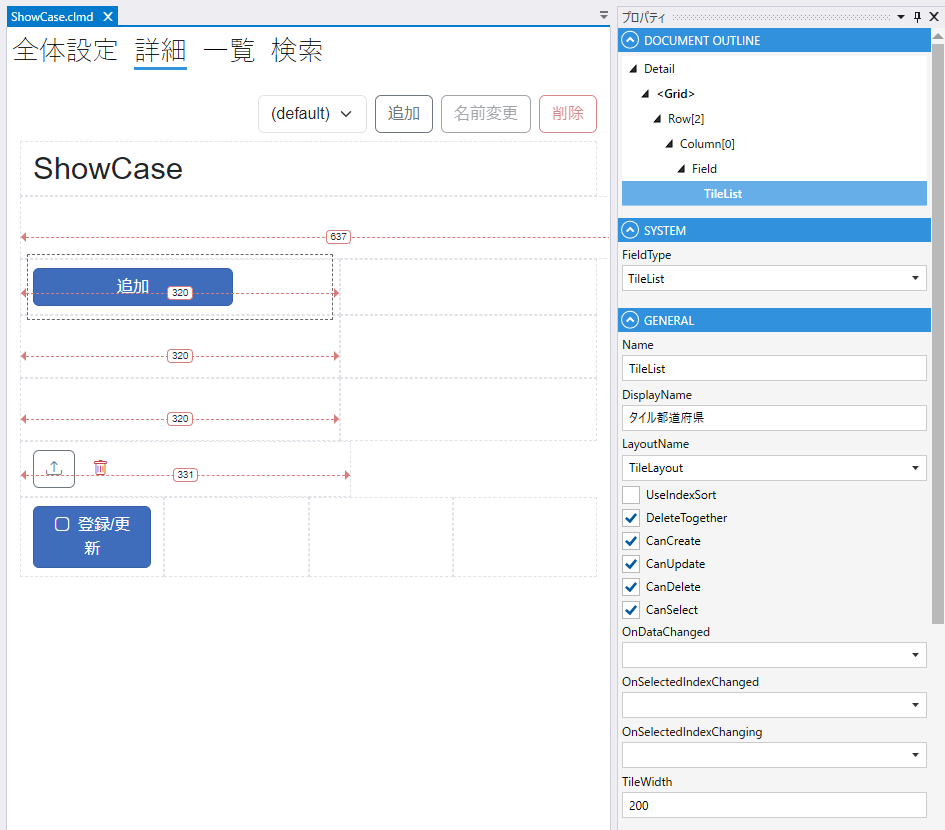 ShowCase.clmd
全体設定 詳細 一覧 検索
(default) 追加 名前変更 削除
ShowCase
637
追加
320
320
320
331
登録/更
新
プロパティ
DOCUMENT OUTLINE
Detail
<Grid>
Row[2]
Column[0]
Field
TileList
SYSTEM
FieldType
TileList
GENERAL
Name
TileList
DisplayName
タイル都道府県
LayoutName
TileLayout
UseIndexSort
DeleteTogether
CanCreate
CanUpdate
CanDelete
CanSelect
OnDataChanged
OnSelectedIndexChanged
OnSelectedIndexChanging
TileWidth
200